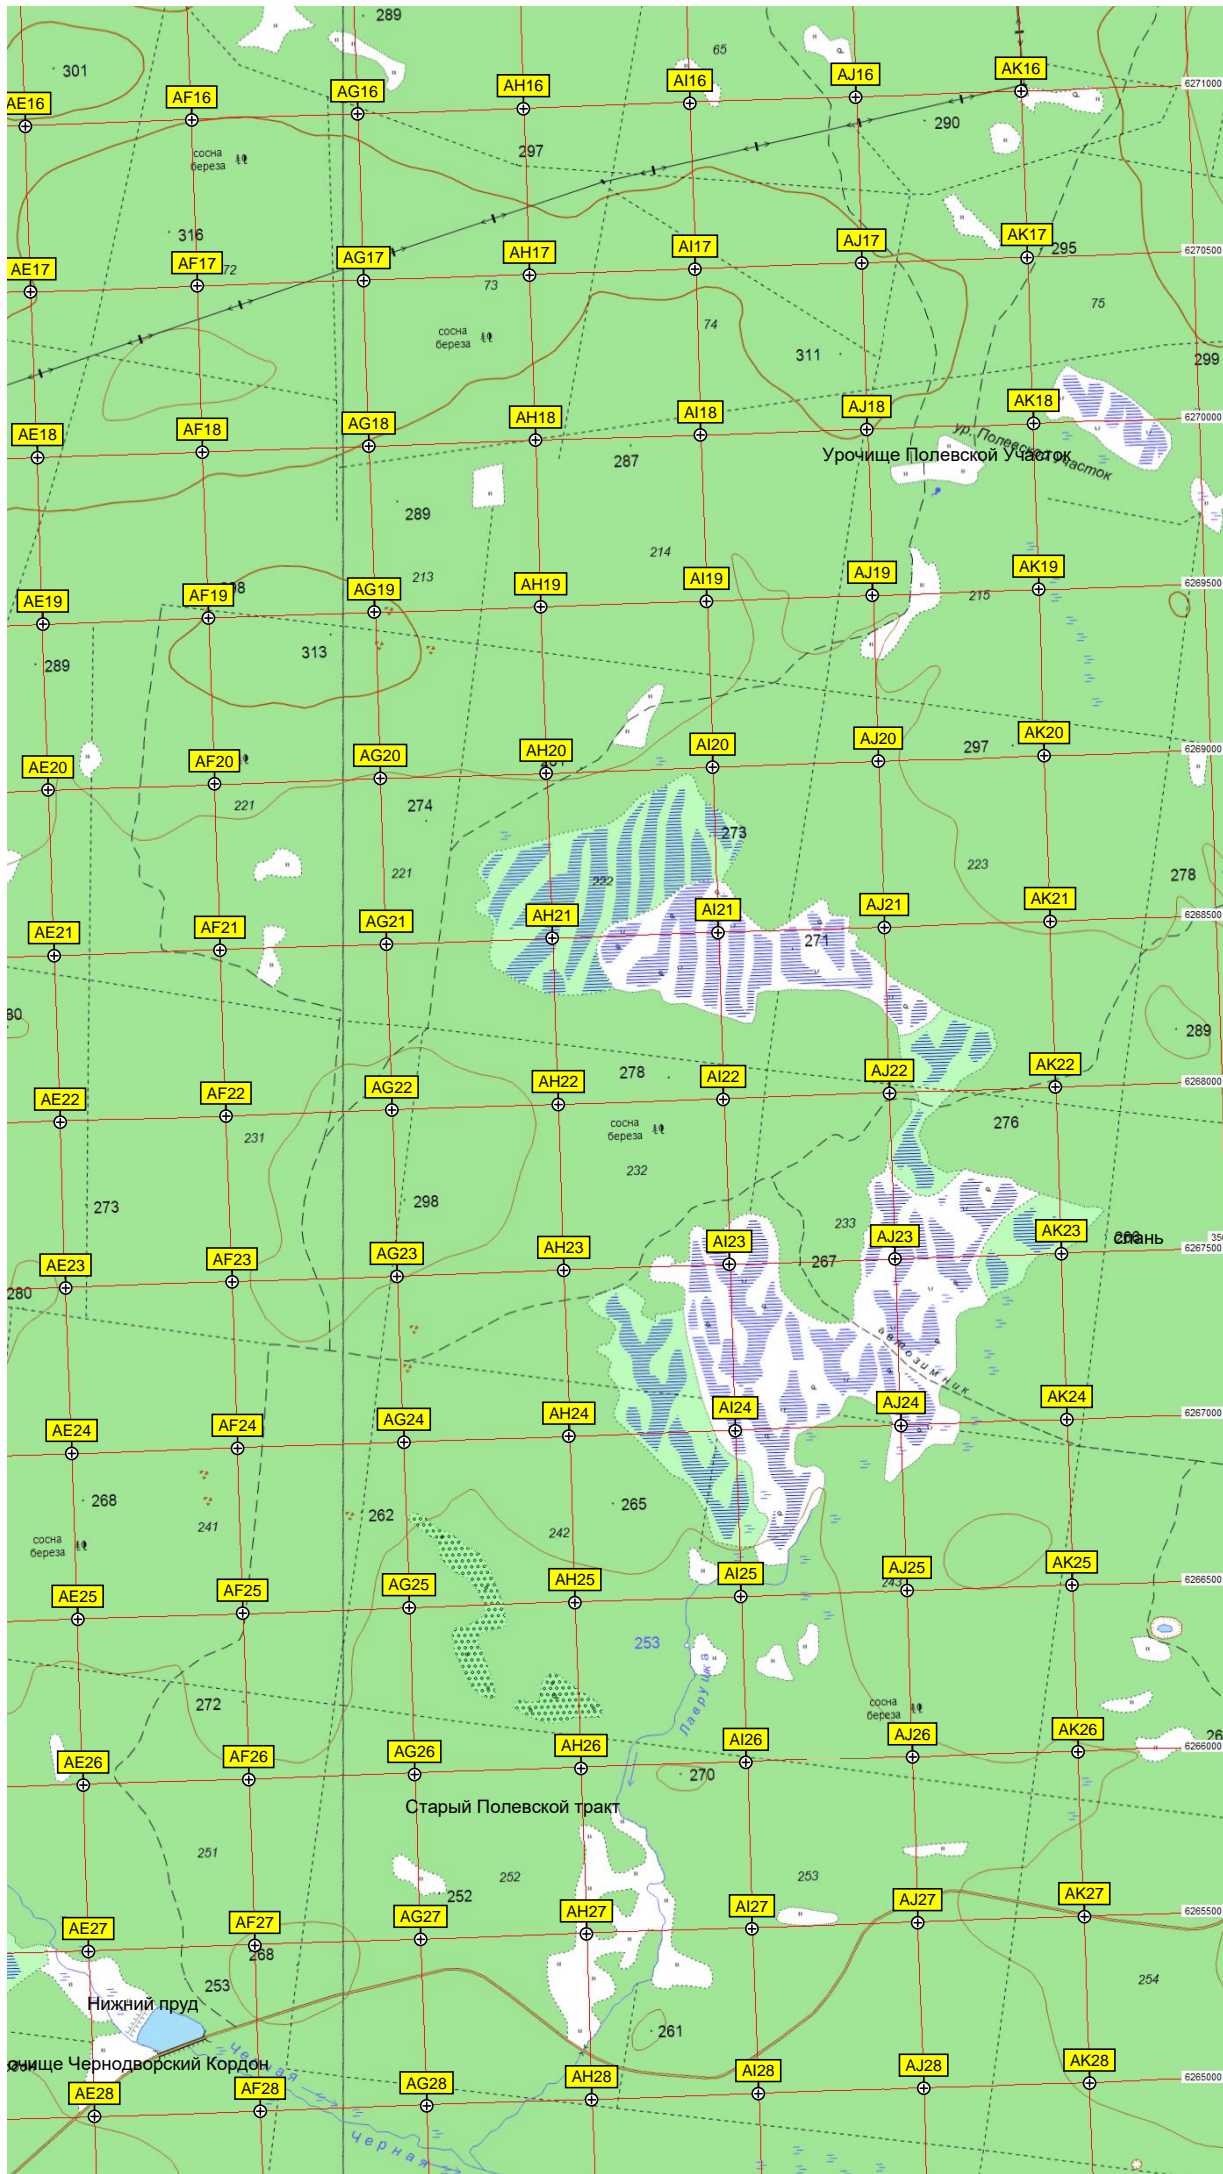 289
65
301
AE16
AF16
AG16
AH16
AI16
AJ16
AK16
6271000
290
сосна
береза
297
316
AE17
AF17
72
AG17
AH17
AI17
AJ17
AK17
295
6270500
73
75
74
сосна
береза
311
299
AE18
AF18
AG18
AH18
AI18
AJ18
AK18
6270000
ур. Полевской Участок
Урочище Полевской Участок
287
289
214
213
215
AE19
AF19
AG19
AH19
AI19
AJ19
AK19
6269500
313
289
297
AE20
AF20
AG20
AH20
AI20
AJ20
AK20
6269000
221
274
273
223
278
221
222
AE21
AF21
AG21
AH21
AI21
AJ21
AK21
6268500
271
80
289
278
AE22
AF22
AG22
AH22
AI22
AJ22
AK22
6268000
276
сосна
береза
231
232
273
298
233
AE23
AF23
AG23
AH23
AI23
AJ23
AK23
слань
6267500
267
280
автозимник
AE24
AF24
AG24
AH24
AI24
AJ24
AK24
6267000
268
262
265
241
242
сосна
береза
243
AE25
AF25
AG25
AH25
AI25
AJ25
AK25
6266500
253
Лаврушка
272
сосна
береза
AE26
AF26
AG26
AH26
AI26
AJ26
AK26
26
6266000
270
Старый Полевской тракт
251
252
253
252
AE27
AF27
AG27
AH27
AI27
AJ27
AK27
6265500
268
253
254
Нижний пруд
261
Черная
очище Чернодворский Кордон
AE28
AF28
AG28
AH28
AI28
AJ28
AK28
6265000
Черная